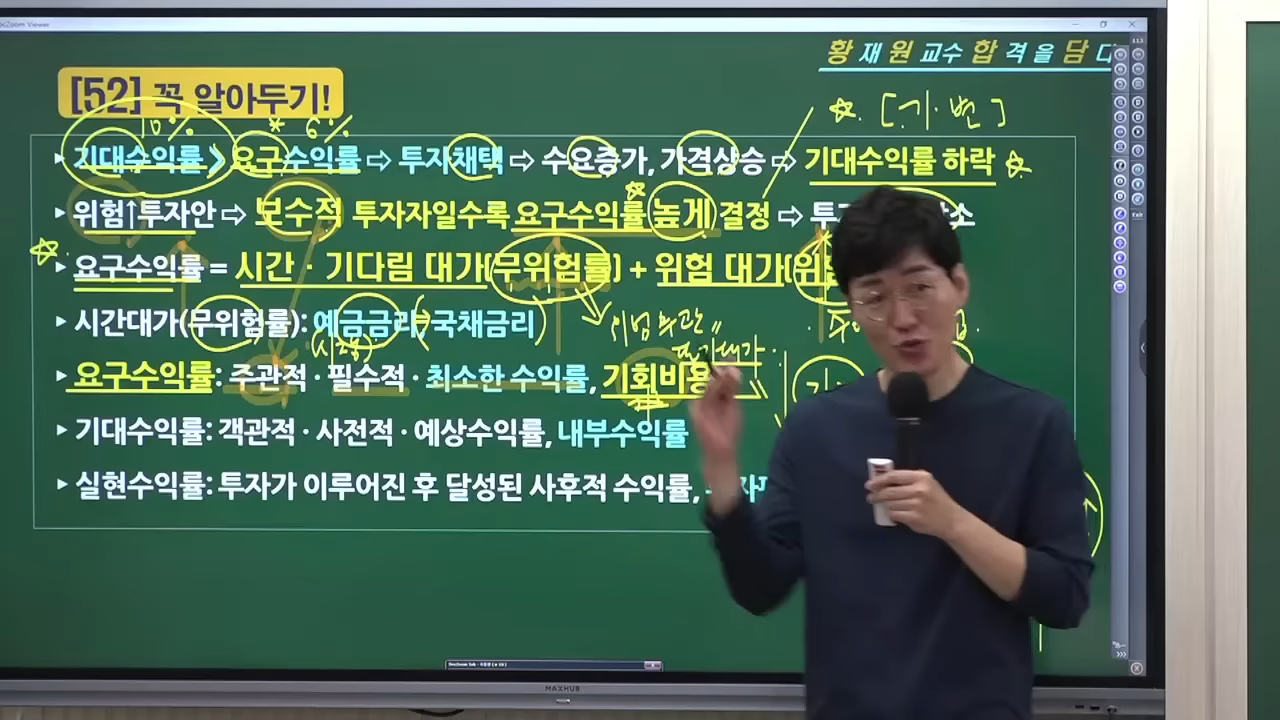 황재원 교수 합격을 담다
[52] 꼭 알아두기!
10% 6%
[기·변]
▸ 기대수익률 > 요구수익률 ⇨ 투자채택 ⇨ 수요증가, 가격상승 ⇨ 기대수익률 하락
▸ 위험↑투자안 ⇨ 보수적 투자자일수록 요구수익률 높게 결정 ⇨
▸ 요구수익률 = 시간 · 기다림 대가(무위험률) + 위험 대가(위
▸ 시간대가(무위험률): 예금금리, 국채금리
▸ 요구수익률: 주관적 · 필수적 · 최소한 수익률, 기회비용
▸ 기대수익률: 객관적 · 사전적 · 예상수익률, 내부수익률
▸ 실현수익률: 투자가 이루어진 후 달성된 사후적 수익률,
MAXHUB